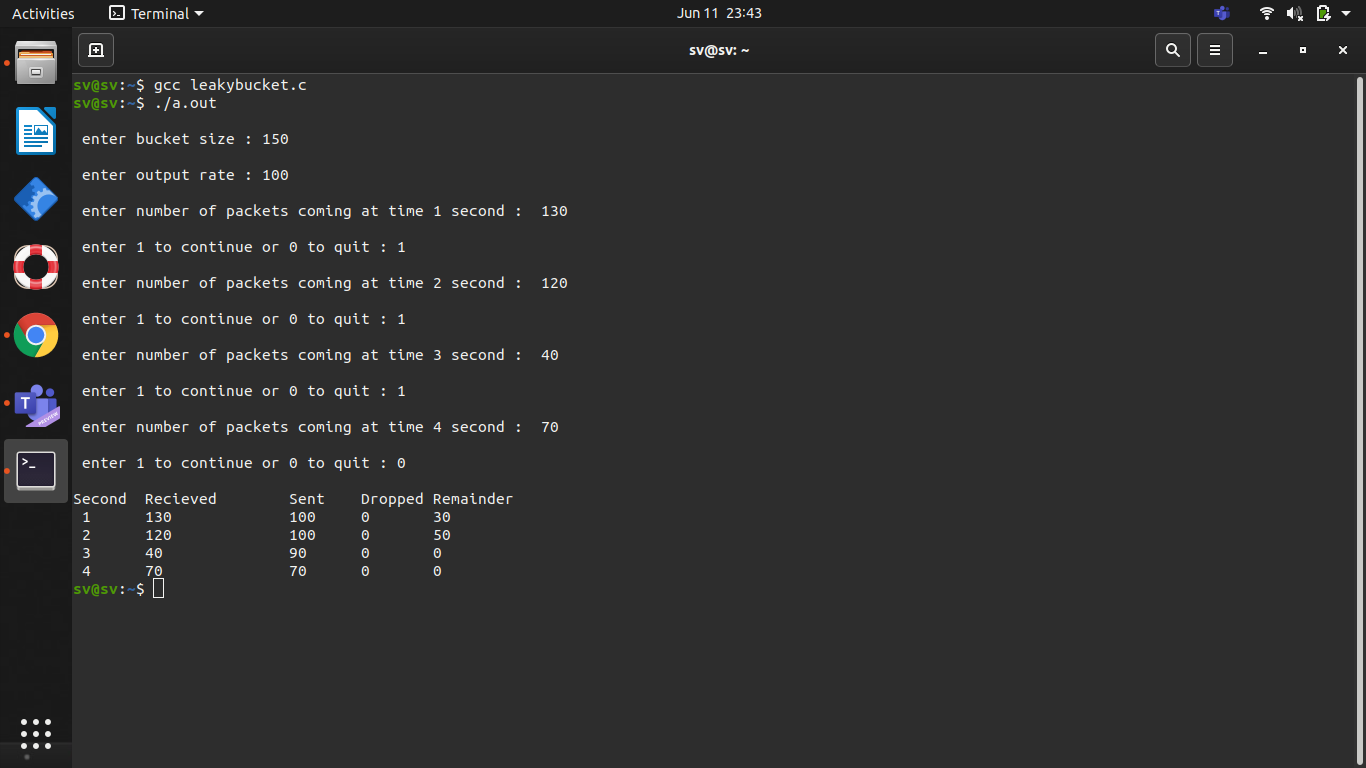 Activities Terminal Jun 11 23:43
sv@sv: ~
sv@sv:~$ gcc leakybucket.c
sv@sv:~$ ./a.out
enter bucket size : 150
enter output rate : 100
enter number of packets coming at time 1 second : 130
enter 1 to continue or 0 to quit : 1
enter number of packets coming at time 2 second : 120
enter 1 to continue or 0 to quit : 1
enter number of packets coming at time 3 second : 40
enter 1 to continue or 0 to quit : 1
enter number of packets coming at time 4 second : 70
enter 1 to continue or 0 to quit : 0
Second Recieved Sent Dropped Remainder
1 130 100 0 30
2 120 100 0 50
3 40 90 0 0
4 70 70 0 0
sv@sv:~$
T
PREVIEW